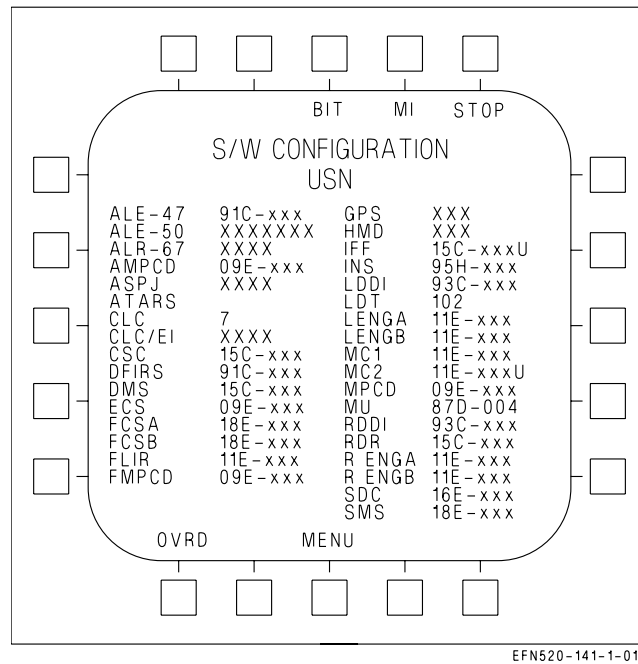 BIT MI STOP
S/W CONFIGURATION
USN
ALE-47 91C-xxx GPS XXX
ALE-50 XXXXXXX HMD XXX
ALR-67 XXXX IFF 15C-xxxU
AMPCD 09E-xxx INS 95H-xxx
ASPJ XXXX LDDI 93C-xxx
ATARS LDT 102
CLC 7 LENGA 11E-xxx
CLC/EI XXXX LENGB 11E-xxx
CSC 15C-xxx MC1 11E-xxx
DFIRS 91C-xxx MC2 11E-xxxU
DMS 15C-xxx MPCD 09E-xxx
ECS 09E-xxx MU 87D-004
FCSA 18E-xxx RDDI 93C-xxx
FCSB 18E-xxx RDR 15C-xxx
FLIR 11E-xxx R ENGA 11E-xxx
FMPCD 09E-xxx R ENGB 11E-xxx
SDC 16E-xxx
SMS 18E-xxx
OVRD MENU
EFN520-141-1-01